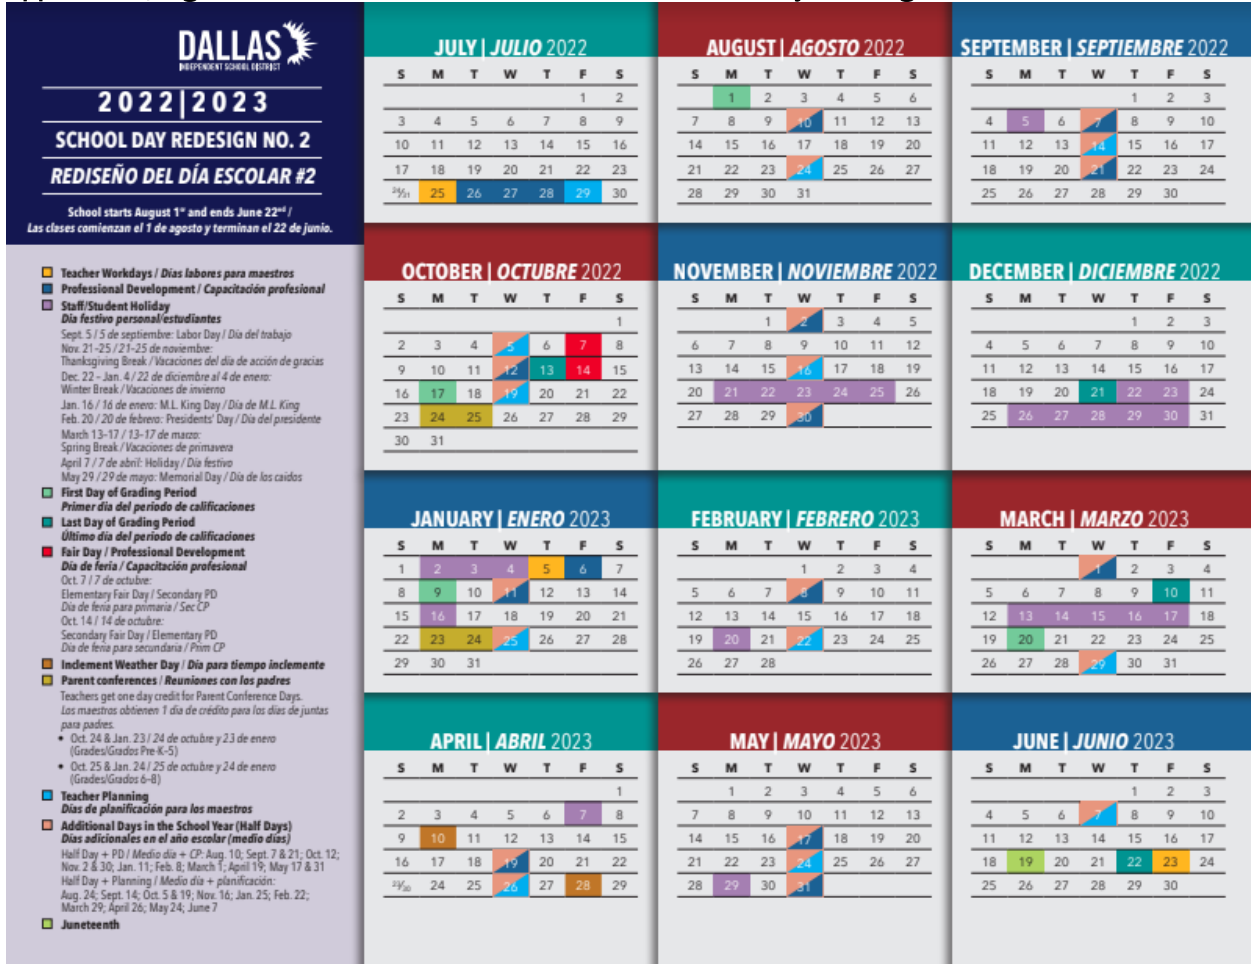 DALLAS
INDEPENDENT SCHOOL DISTRICT
2022|2023
SCHOOL DAY REDESIGN NO. 2
REDISEÑO DEL DÍA ESCOLAR #2
School starts August 1st and ends June 22nd /
Las clases comienzan el 1 de agosto y terminan el 22 de junio.
Teacher Workdays / Días labores para maestros
Professional Development / Capacitación profesional
Staff/Student Holiday
Día festivo personal/estudiantes
Sept. 5 / 5 de septiembre: Labor Day / Día del trabajo
Nov. 21–25 / 21–25 de noviembre:
Thanksgiving Break / Vacaciones del día de acción de gracias
Dec. 22 – Jan. 4 / 22 de diciembre al 4 de enero:
Winter Break / Vacaciones de invierno
Jan. 16 / 16 de enero: M.L. King Day / Día de M.L. King
Feb. 20 / 20 de febrero: Presidents' Day / Día del presidente
March 13–17 / 13–17 de marzo:
Spring Break / Vacaciones de primavera
April 7 / 7 de abril: Holiday / Día festivo
May 29 / 29 de mayo: Memorial Day / Día de los caídos
First Day of Grading Period
Primer día del periodo de calificaciones
Last Day of Grading Period
Último día del periodo de calificaciones
Fair Day / Professional Development
Día de feria / Capacitación profesional
Oct. 7 / 7 de octubre:
Elementary Fair Day / Secondary PD
Día de feria para primaria / Sec CP
Oct. 14 / 14 de octubre:
Secondary Fair Day / Elementary PD
Día de feria para secundaria / Prim CP
Inclement Weather Day / Día para tiempo inclemente
Parent conferences / Reuniones con los padres
Teachers get one day credit for Parent Conference Days.
Los maestros obtienen 1 día de crédito para los días de juntas
para padres.
• Oct. 24 & Jan. 23 / 24 de octubre y 23 de enero
(Grades/Grados Pre-K–5)
• Oct. 25 & Jan. 24 / 25 de octubre y 24 de enero
(Grades/Grados 6–8)
Teacher Planning
Días de planificación para los maestros
Additional Days in the School Year (Half Days)
Días adicionales en el año escolar (medio días)
Half Day + PD / Medio día + CP: Aug. 10; Sept. 7 & 21; Oct. 12;
Nov. 2 & 30; Jan. 11; Feb. 8; March 1; April 19; May 17 & 31
Half Day + Planning / Medio día + planificación:
Aug. 24; Sept. 14; Oct. 5 & 19; Nov. 16; Jan. 25; Feb. 22;
March 29; April 26; May 24; June 7
Juneteenth
JULY | JULIO 2022
S M T W T F S
1 2
3 4 5 6 7 8 9
10 11 12 13 14 15 16
17 18 19 20 21 22 23
24/31 25 26 27 28 29 30
AUGUST | AGOSTO 2022
S M T W T F S
1 2 3 4 5 6
7 8 9 10 11 12 13
14 15 16 17 18 19 20
21 22 23 24 25 26 27
28 29 30 31
SEPTEMBER | SEPTIEMBRE 2022
S M T W T F S
1 2 3
4 5 6 7 8 9 10
11 12 13 14 15 16 17
18 19 20 21 22 23 24
25 26 27 28 29 30
OCTOBER | OCTUBRE 2022
S M T W T F S
1
2 3 4 5 6 7 8
9 10 11 12 13 14 15
16 17 18 19 20 21 22
23 24 25 26 27 28 29
30 31
NOVEMBER | NOVIEMBRE 2022
S M T W T F S
1 2 3 4 5
6 7 8 9 10 11 12
13 14 15 16 17 18 19
20 21 22 23 24 25 26
27 28 29 30
DECEMBER | DICIEMBRE 2022
S M T W T F S
1 2 3
4 5 6 7 8 9 10
11 12 13 14 15 16 17
18 19 20 21 22 23 24
25 26 27 28 29 30 31
JANUARY | ENERO 2023
S M T W T F S
1 2 3 4 5 6 7
8 9 10 11 12 13 14
15 16 17 18 19 20 21
22 23 24 25 26 27 28
29 30 31
FEBRUARY | FEBRERO 2023
S M T W T F S
1 2 3 4
5 6 7 8 9 10 11
12 13 14 15 16 17 18
19 20 21 22 23 24 25
26 27 28
MARCH | MARZO 2023
S M T W T F S
1 2 3 4
5 6 7 8 9 10 11
12 13 14 15 16 17 18
19 20 21 22 23 24 25
26 27 28 29 30 31
APRIL | ABRIL 2023
S M T W T F S
1
2 3 4 5 6 7 8
9 10 11 12 13 14 15
16 17 18 19 20 21 22
23/30 24 25 26 27 28 29
MAY | MAYO 2023
S M T W T F S
1 2 3 4 5 6
7 8 9 10 11 12 13
14 15 16 17 18 19 20
21 22 23 24 25 26 27
28 29 30 31
JUNE | JUNIO 2023
S M T W T F S
1 2 3
4 5 6 7 8 9 10
11 12 13 14 15 16 17
18 19 20 21 22 23 24
25 26 27 28 29 30